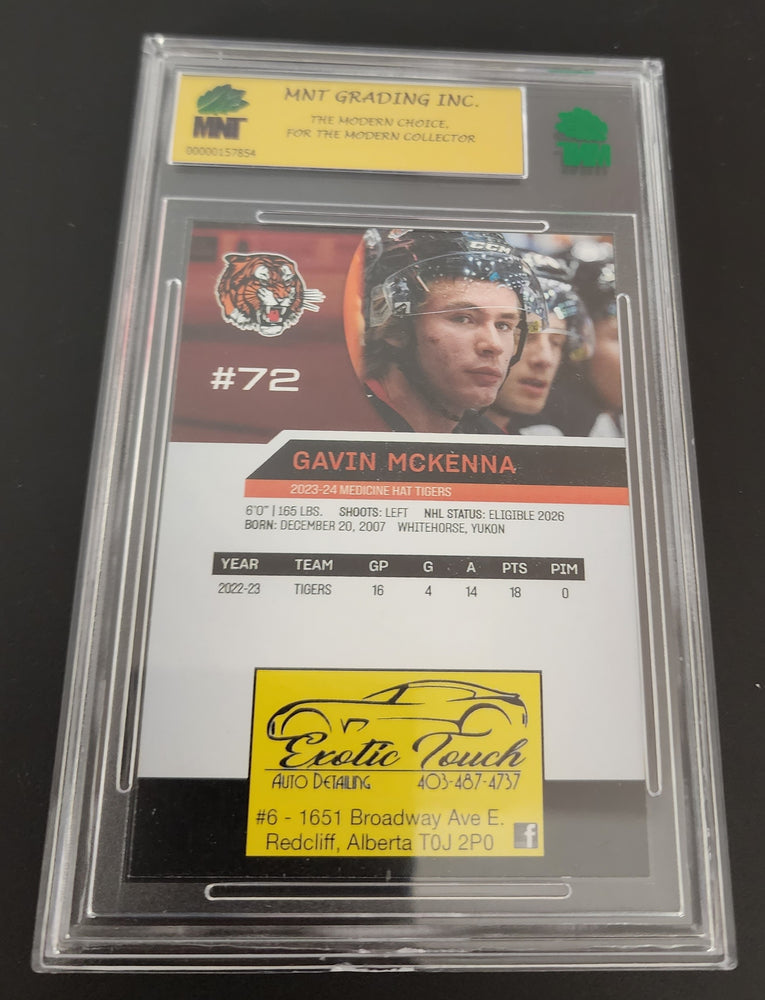 MNT GRADING INC.
THE MODERN CHOICE,
FOR THE MODERN COLLECTOR
MNT
00000157854
CCM
#72
GAVIN MCKENNA
2023-24 MEDICINE HAT TIGERS
6'0" | 165 LBS. SHOOTS: LEFT NHL STATUS: ELIGIBLE 2026
BORN: DECEMBER 20, 2007 WHITEHORSE, YUKON
YEAR TEAM GP G A PTS PIM
2022-23 TIGERS 16 4 14 18 0
Exotic Touch
AUTO DETAILING 403-487-4737
#6 - 1651 Broadway Ave E.
Redcliff, Alberta T0J 2P0 f